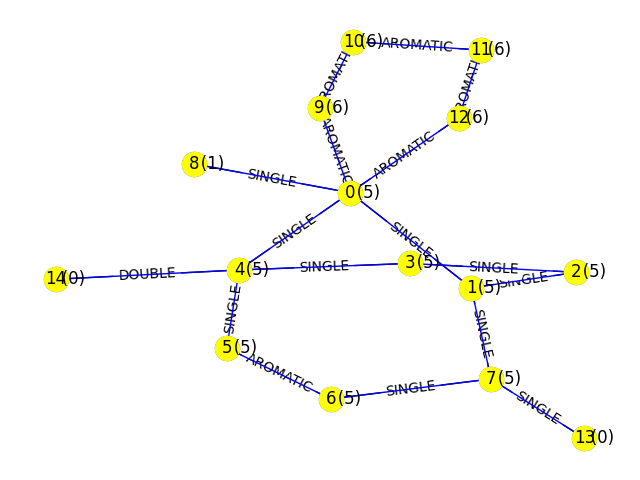 10(6)
AROMATIC
11(6)
AROMATIC
AROMATIC
9(6)
12(6)
AROMATIC
AROMATIC
8(1)
SINGLE
0(5)
SINGLE
SINGLE
14(0)
DOUBLE
4(5)
SINGLE
3(5)
SINGLE
2(5)
SINGLE
1(5)
SINGLE
SINGLE
5(5)
AROMATIC
6(5)
SINGLE
7(5)
SINGLE
13(0)